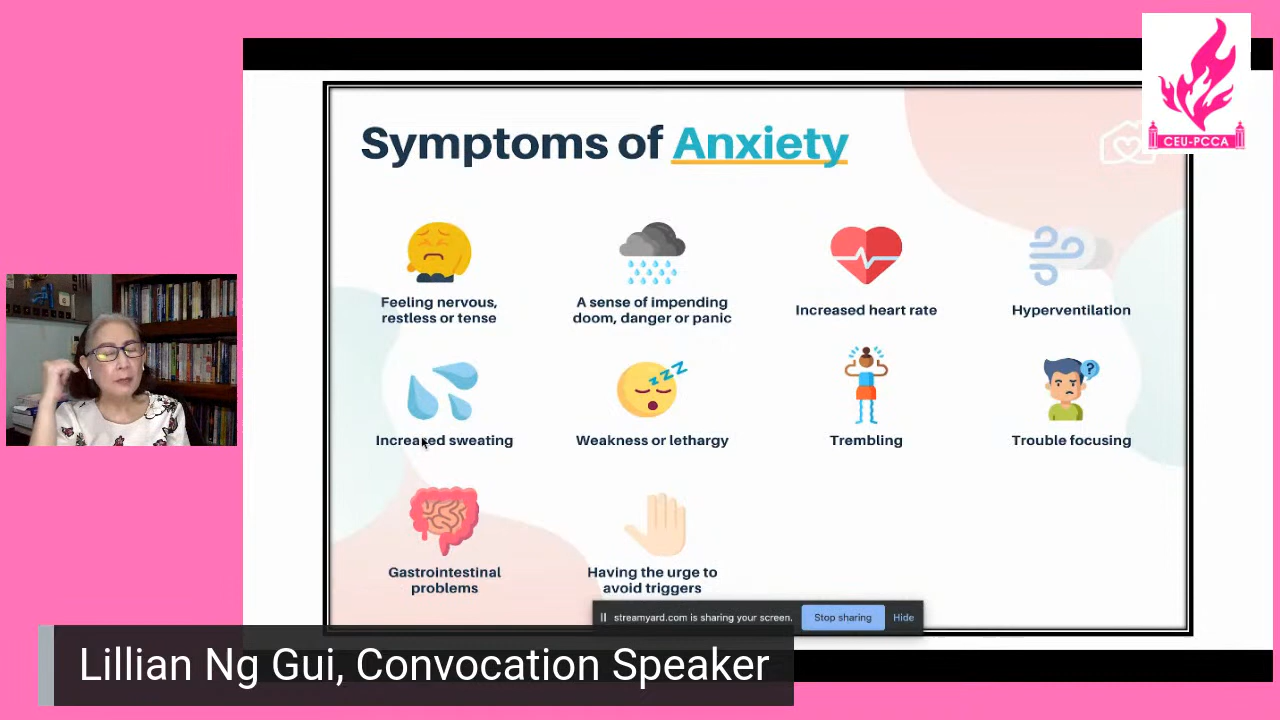 CEU-PCCA
Symptoms of Anxiety
Feeling nervous,
restless or tense
A sense of impending
doom, danger or panic
Increased heart rate
Hyperventilation
zzz
?
Increased sweating
Weakness or lethargy
Trembling
Trouble focusing
Gastrointestinal
problems
Having the urge to
avoid triggers
streamyard.com is sharing your screen.
Stop sharing
Hide
Lillian Ng Gui, Convocation Speaker